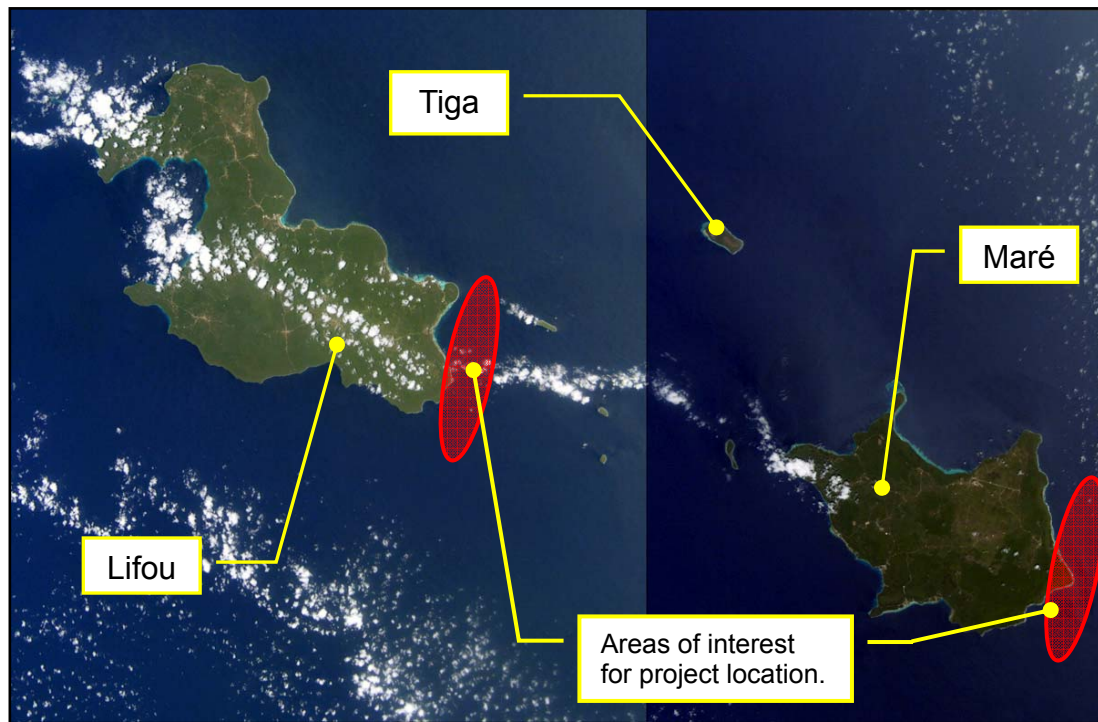 Tiga
Maré
Lifou
Areas of interest
for project location.